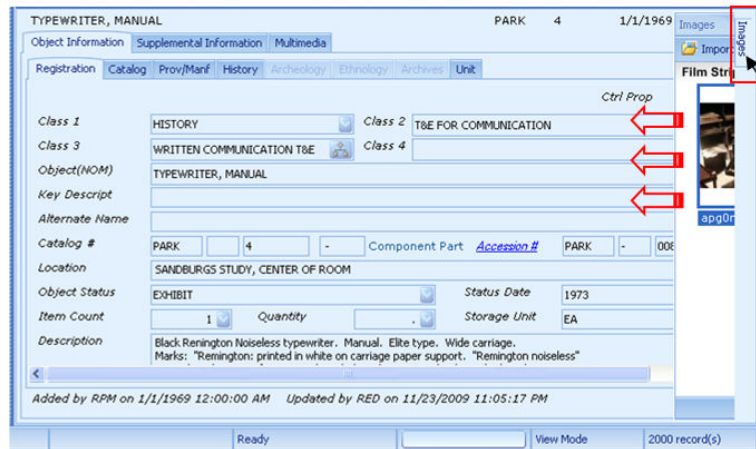 TYPEWRITER, MANUAL PARK 4 1/1/1969
Images
Images
Object Information Supplemental Information Multimedia
Registration Catalog Prov/Manf History Archeology Ethnology Archives Unit
Film
Ctrl Prop
Class 1 HISTORY Class 2 T&E FOR COMMUNICATION
Class 3 WRITTEN COMMUNICATION T&E Class 4
Object(NOM) TYPEWRITER, MANUAL
Key Descript
Alternate Name
Catalog # PARK 4 - Component Part Accession # PARK - 008
Location SANDBURGS STUDY, CENTER OF ROOM
Object Status EXHIBIT Status Date 1973
Item Count 1 Quantity . Storage Unit EA
Description Black Renington Noiseless typewriter. Manual. Elite type. Wide carriage.
Marks: "Remington: printed in white on carriage paper support. "Remington noiseless"
Added by RPM on 1/1/1969 12:00:00 AM Updated by RED on 11/23/2009 11:05:17 PM
Ready View Mode 2000 record(s)